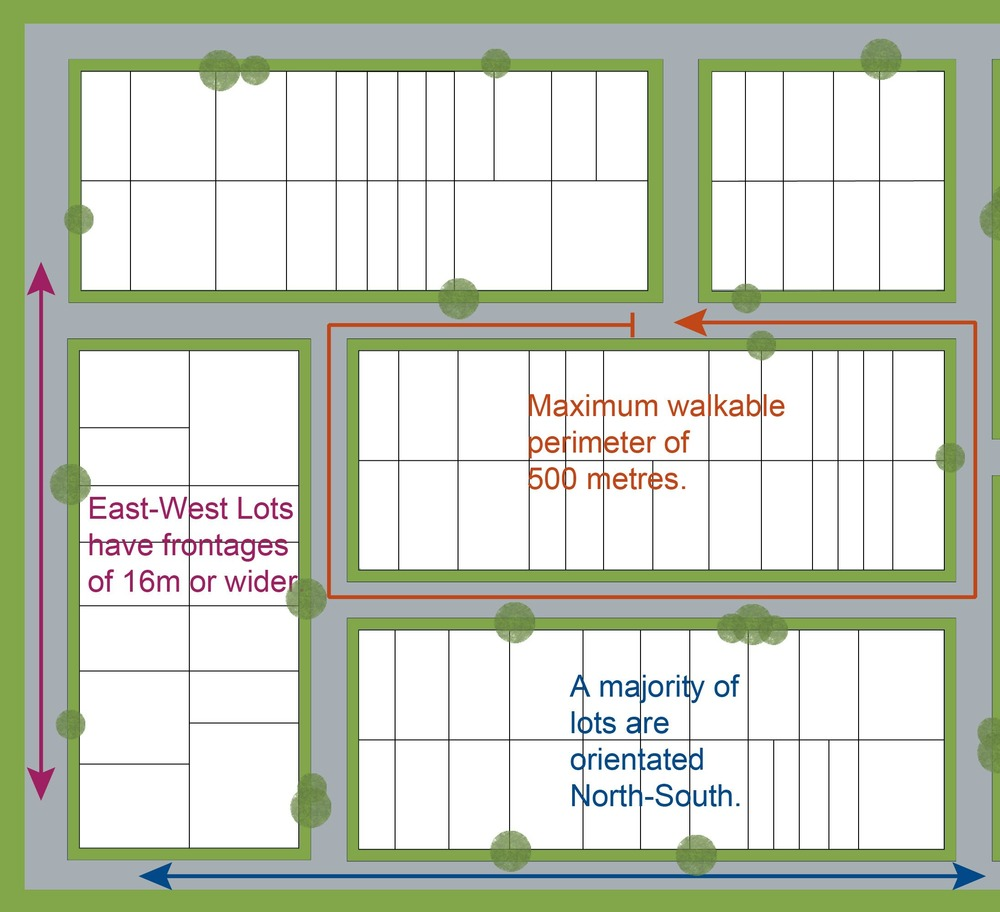 Maximum walkable
perimeter of
500 metres.
East-West Lots
have frontages
of 16m or wider
A majority of
lots are
orientated
North-South.